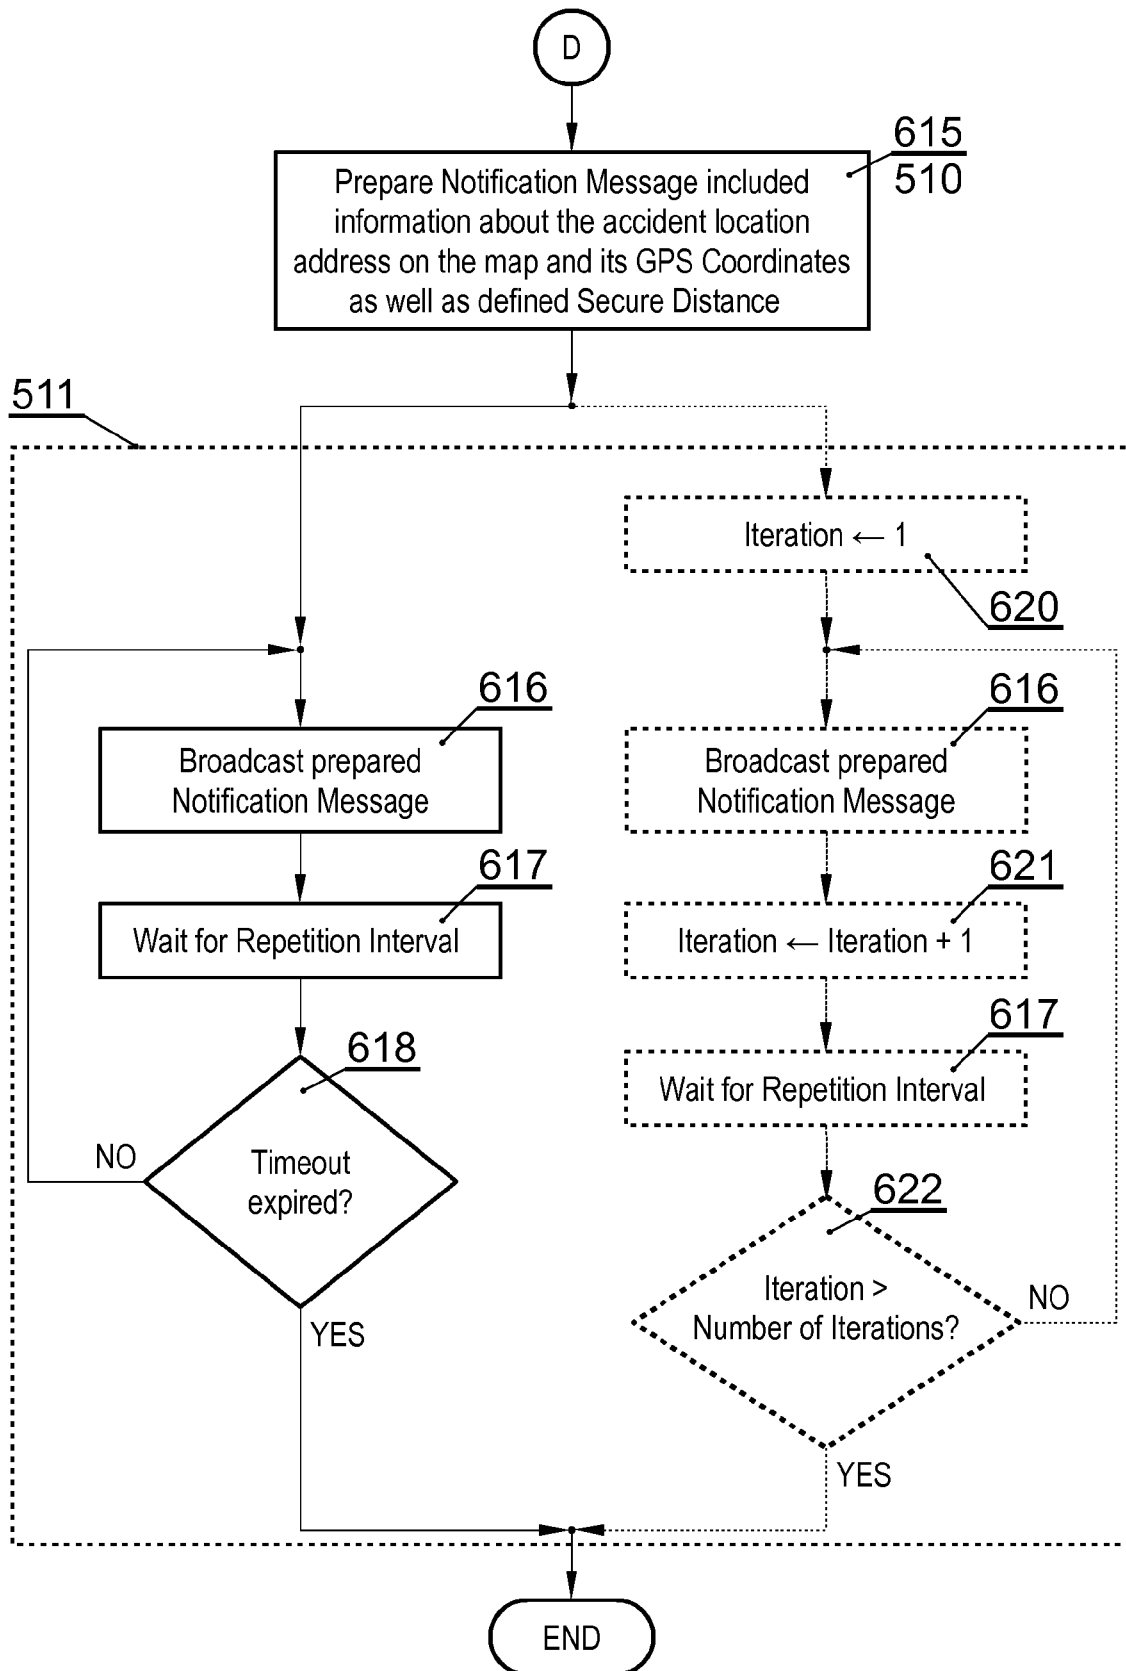 D
615
510
Prepare Notification Message included
information about the accident location
address on the map and its GPS Coordinates
as well as defined Secure Distance
511
Iteration ← 1
620
616
Broadcast prepared
Notification Message
617
Wait for Repetition Interval
618
Timeout
expired?
NO
YES
616
Broadcast prepared
Notification Message
621
Iteration ← Iteration + 1
617
Wait for Repetition Interval
622
Iteration >
Number of Iterations?
NO
YES
END